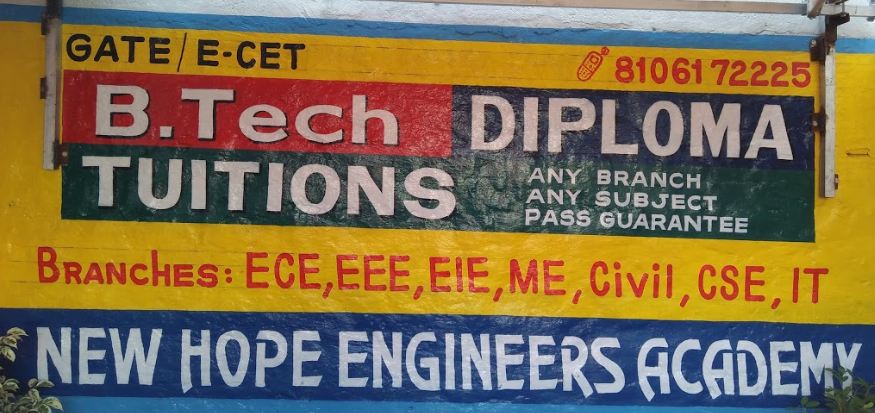 GATE/E-CET
8106172225
B.Tech DIPLOMA
TUITIONS
ANY BRANCH
ANY SUBJECT
PASS GUARANTEE
BRANCHES: ECE, EEE, EIE, ME, Civil, CSE, IT
NEW HOPE ENGINEERS ACADEMY